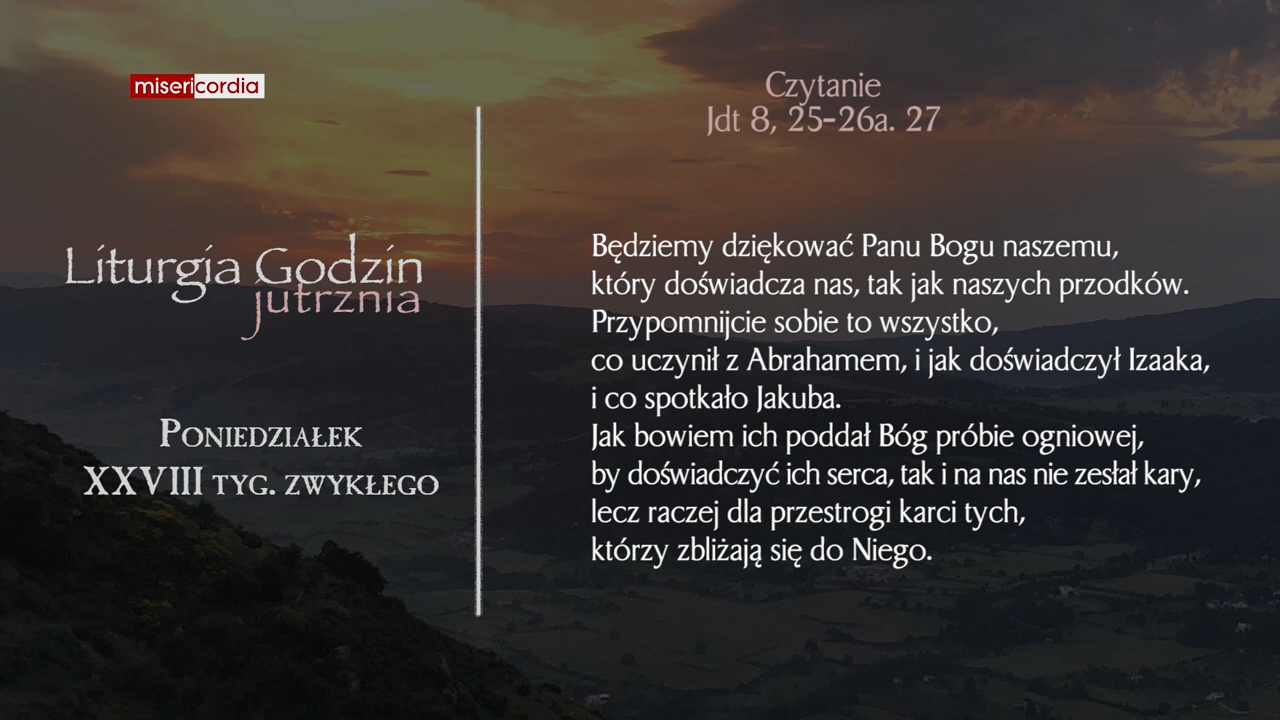 misericordia
Liturgia Godzin
jutrznia
Poniedziałek
XXVIII tyg. zwykłego
Czytanie
Jdt 8, 25-26a. 27
Będziemy dziękować Panu Bogu naszemu,
który doświadcza nas, tak jak naszych przodków.
Przypomnijcie sobie to wszystko,
co uczynił z Abrahamem, i jak doświadczył Izaaka,
i co spotkało Jakuba.
Jak bowiem ich poddał Bóg próbie ogniowej,
by doświadczyć ich serca, tak i na nas nie zesłał kary,
lecz raczej dla przestrogi karci tych,
którzy zbliżają się do Niego.